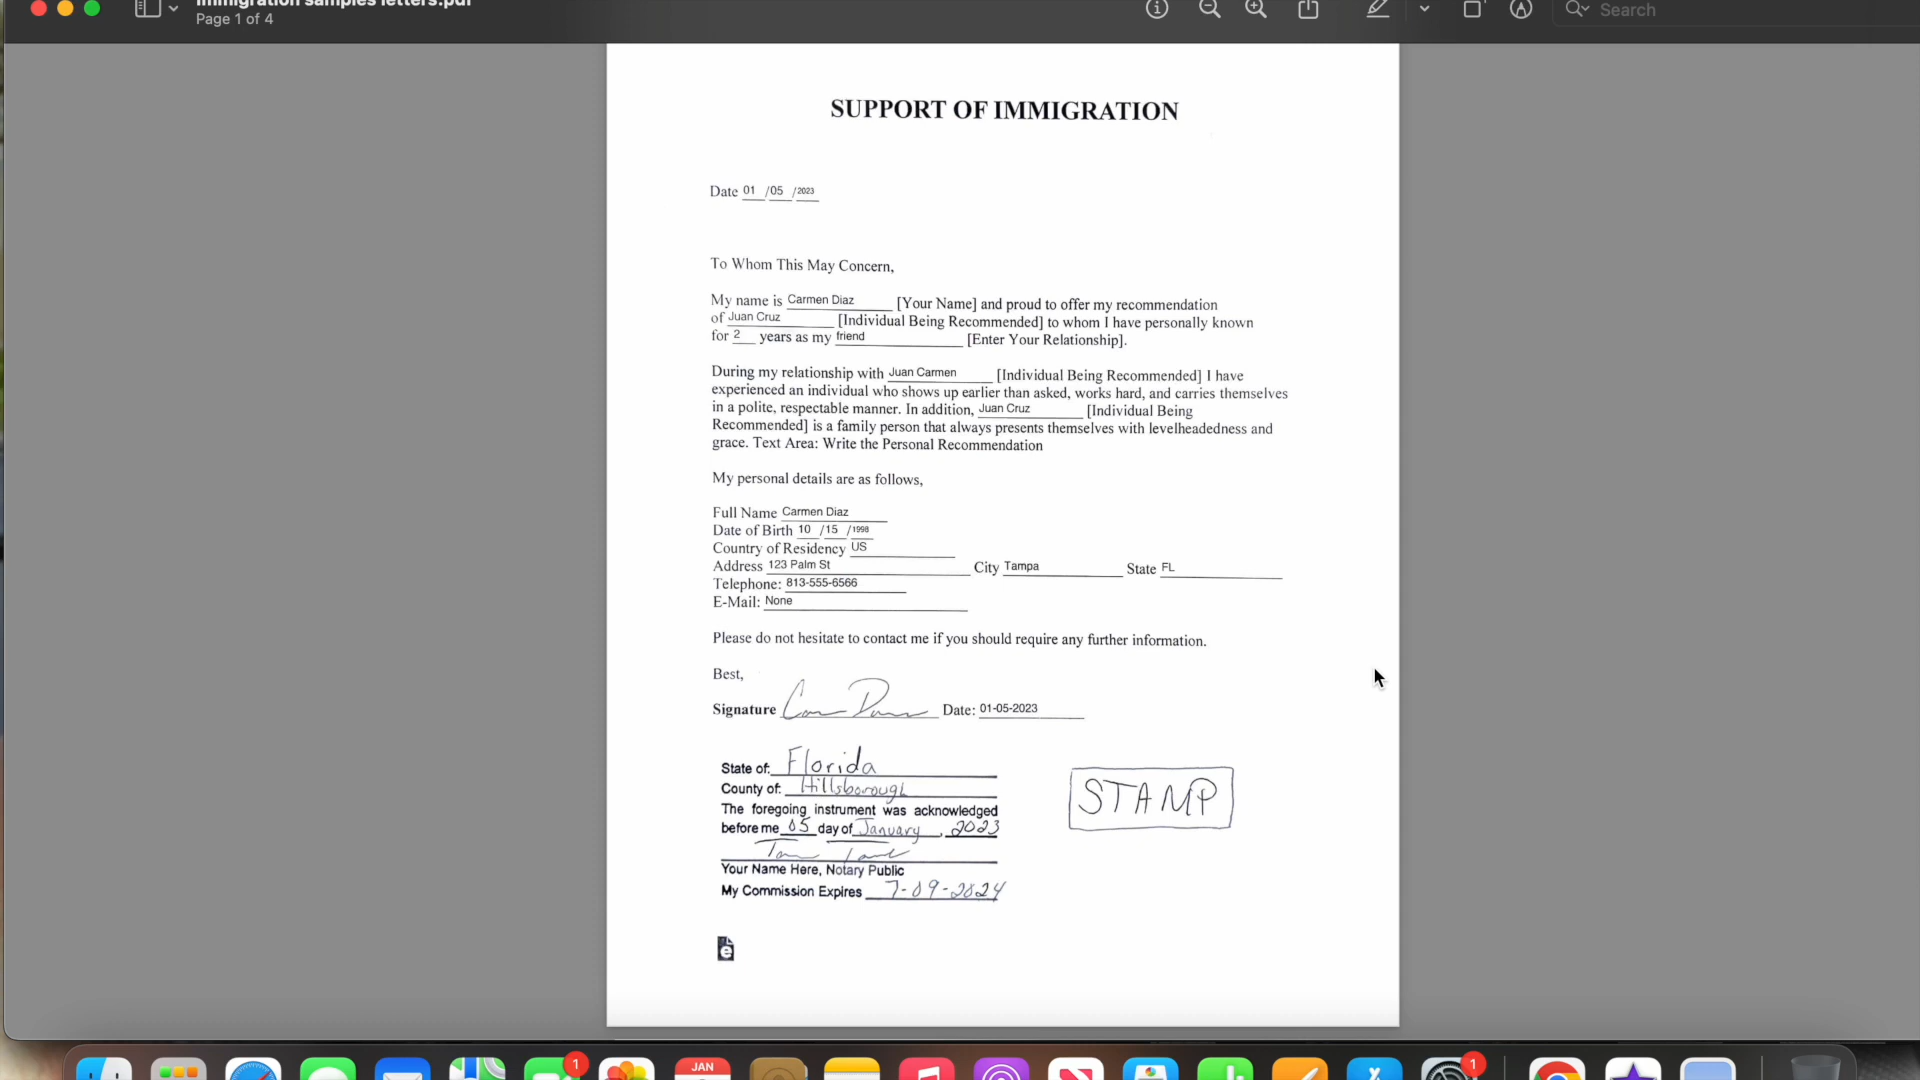 Immigration samples letters.pdf
Page 1 of 4
Search
SUPPORT OF IMMIGRATION
Date 01 /05 /2023
To Whom This May Concern,
My name is Carmen Diaz [Your Name] and proud to offer my recommendation
of Juan Cruz [Individual Being Recommended] to whom I have personally known
for 2 years as my friend [Enter Your Relationship].
During my relationship with Juan Carmen [Individual Being Recommended] I have
experienced an individual who shows up earlier than asked, works hard, and carries themselves
in a polite, respectable manner. In addition, Juan Cruz [Individual Being
Recommended] is a family person that always presents themselves with levelheadedness and
grace. Text Area: Write the Personal Recommendation
My personal details are as follows,
Full Name Carmen Diaz
Date of Birth 10 /15 /1998
Country of Residency US
Address 123 Palm St City Tampa State FL
Telephone: 813-555-6566
E-Mail: None
Please do not hesitate to contact me if you should require any further information.
Best,
Signature Date: 01-05-2023
State of: Florida
County of: Hillsborough
STAMP
The foregoing instrument was acknowledged
before me 05 day of January, 2023
Your Name Here, Notary Public
My Commission Expires 7-09-2024
e
1
JAN
1